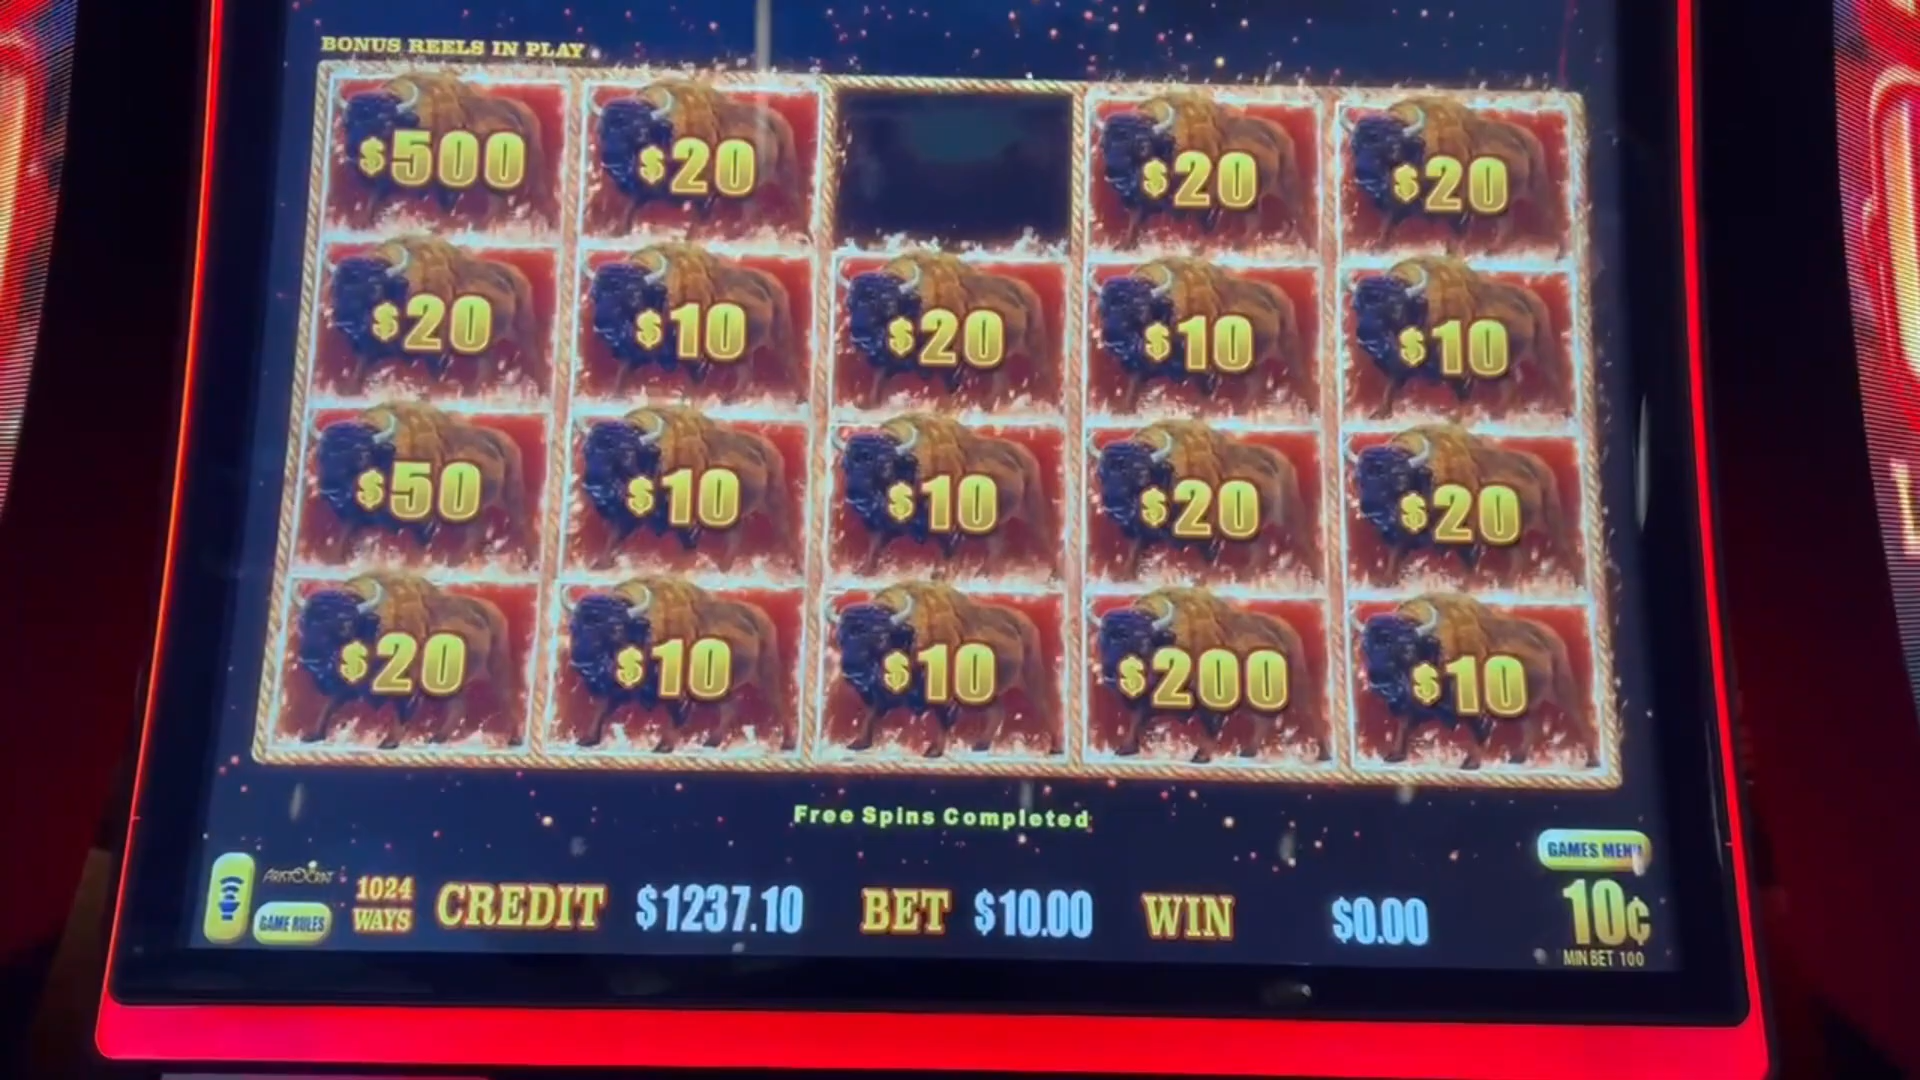 BONUS REELS IN PLAY
$500 $20 $20 $20
$20 $10 $20 $10 $10
$50 $10 $10 $20 $20
$20 $10 $10 $200 $10
Free Spins Completed
GAMES MENU
ARISTOCRAT
GAME RULES
1024 WAYS
CREDIT $1237.10 BET $10.00 WIN $0.00
10¢
MIN BET 100